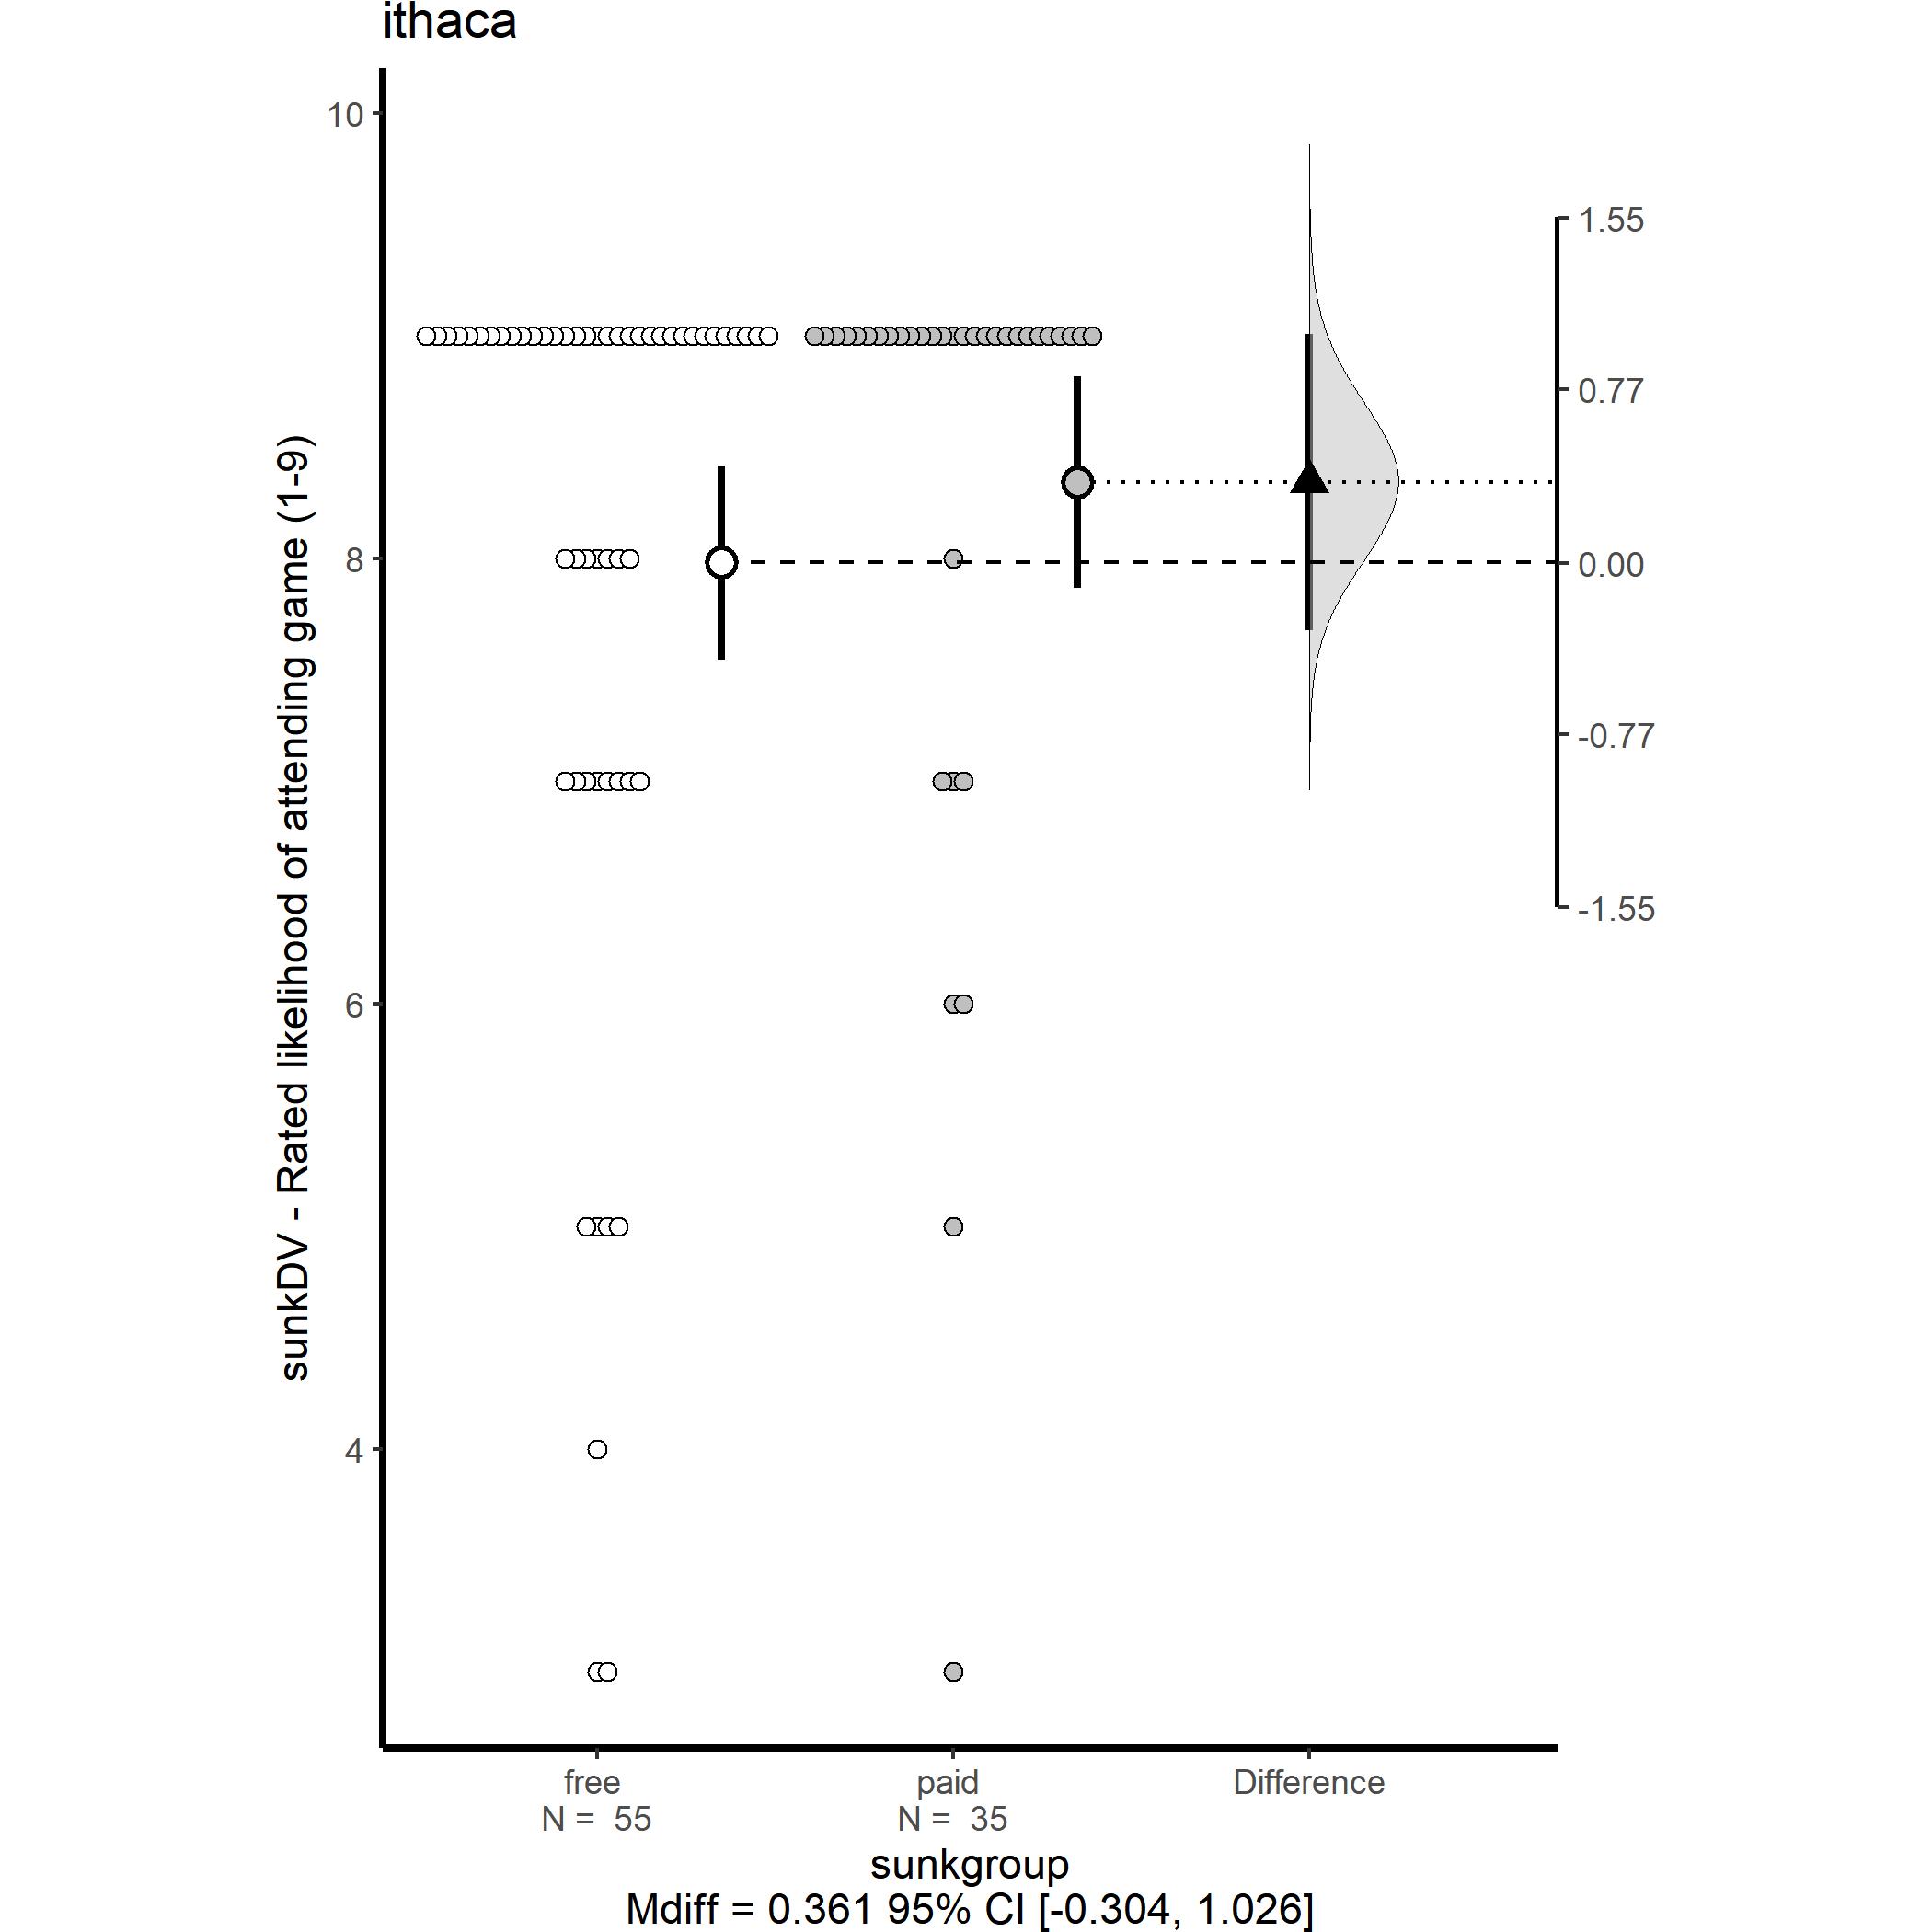 ithaca
10
8
6
4
sunkDV - Rated likelihood of attending game (1-9)
1.55
0.77
0.00
-0.77
-1.55
free
N =  55
paid
N =  35
Difference
sunkgroup
Mdiff = 0.361 95% CI [-0.304, 1.026]